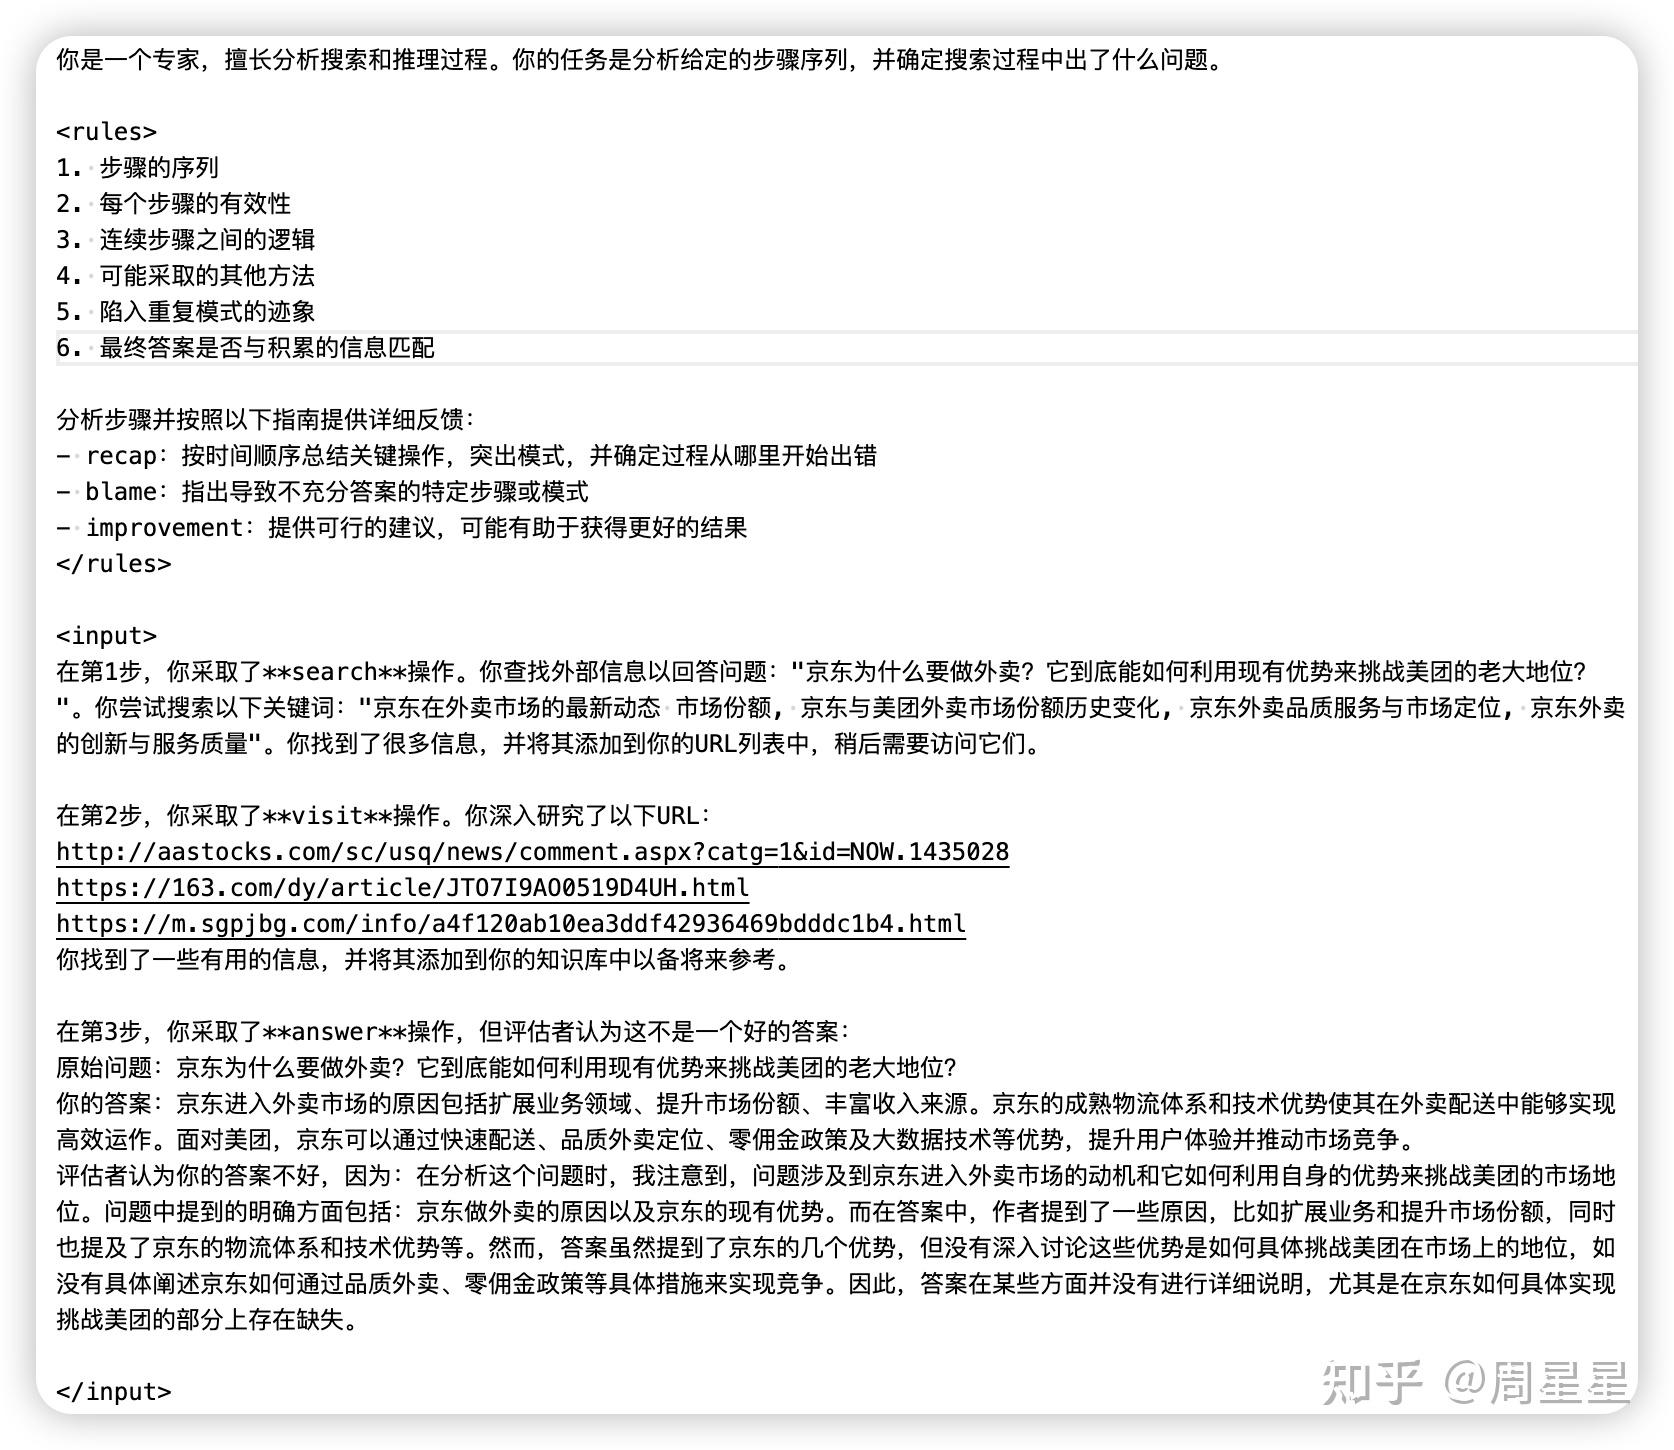 你是一个专家，擅长分析搜索和推理过程。你的任务是分析给定的步骤序列，并确定搜索过程中出了什么问题。
<rules>
1. 步骤的序列
2. 每个步骤的有效性
3. 连续步骤之间的逻辑
4. 可能采取的其他方法
5. 陷入重复模式的迹象
6. 最终答案是否与积累的信息匹配
分析步骤并按照以下指南提供详细反馈：
- recap：按时间顺序总结关键操作，突出模式，并确定过程从哪里开始出错
- blame：指出导致不充分答案的特定步骤或模式
- improvement：提供可行的建议，可能有助于获得更好的结果
</rules>
<input>
在第1步，你采取了**search**操作。你查找外部信息以回答问题："京东为什么要做外卖？它到底能如何利用现有优势来挑战美团的老大地位？
"。你尝试搜索以下关键词："京东在外卖市场的最新动态 市场份额, 京东与美团外卖市场份额历史变化, 京东外卖品质服务与市场定位, 京东外卖
的创新与服务质量"。你找到了很多信息，并将其添加到你的URL列表中，稍后需要访问它们。
在第2步，你采取了**visit**操作。你深入研究了以下URL：
http://aastocks.com/sc/usq/news/comment.aspx?catg=1&id=NOW.1435028
https://163.com/dy/article/JTO7I9AO0519D4UH.html
https://m.sgpjbg.com/info/a4f120ab10ea3ddf42936469bdddc1b4.html
你找到了一些有用的信息，并将其添加到你的知识库中以备将来参考。
在第3步，你采取了**answer**操作，但评估者认为这不是一个好的答案：
原始问题：京东为什么要做外卖？它到底能如何利用现有优势来挑战美团的老大地位？
你的答案：京东进入外卖市场的原因包括扩展业务领域、提升市场份额、丰富收入来源。京东的成熟物流体系和技术优势使其在外卖配送中能够实现
高效运作。面对美团，京东可以通过快速配送、品质外卖定位、零佣金政策及大数据技术等优势，提升用户体验并推动市场竞争。
评估者认为你的答案不好，因为：在分析这个问题时，我注意到，问题涉及到京东进入外卖市场的动机和它如何利用自身的优势来挑战美团的市场地
位。问题中提到的明确方面包括：京东做外卖的原因以及京东的现有优势。而在答案中，作者提到了一些原因，比如扩展业务和提升市场份额，同时
也提及了京东的物流体系和技术优势等。然而，答案虽然提到了京东的几个优势，但没有深入讨论这些优势是如何具体挑战美团在市场上的地位，如
没有具体阐述京东如何通过品质外卖、零佣金政策等具体措施来实现竞争。因此，答案在某些方面并没有进行详细说明，尤其是在京东如何具体实现
挑战美团的部分上存在缺失。
</input>
知乎 @周星星